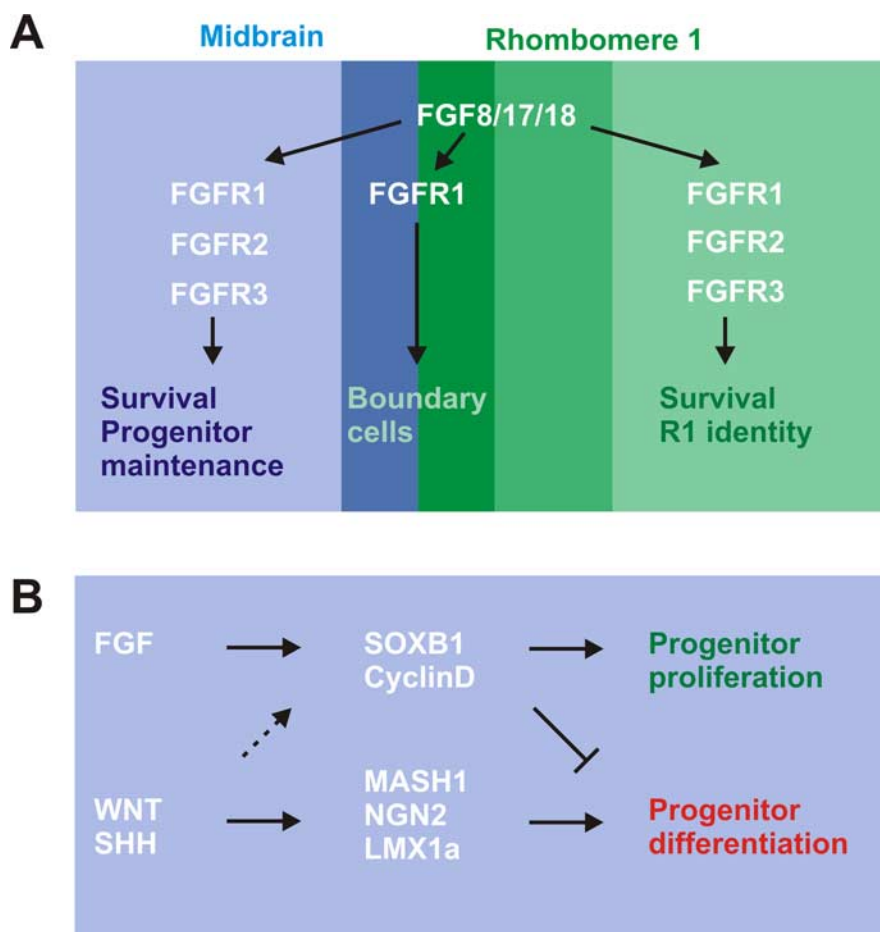 A
Midbrain
Rhombomere 1
FGF8/17/18
FGFR1
FGFR2
FGFR3
FGFR1
FGFR1
FGFR2
FGFR3
Survival
Progenitor
maintenance
Boundary
cells
Survival
R1 identity
B
FGF
SOXB1
CyclinD
Progenitor
proliferation
WNT
SHH
MASH1
NGN2
LMX1a
Progenitor
differentiation